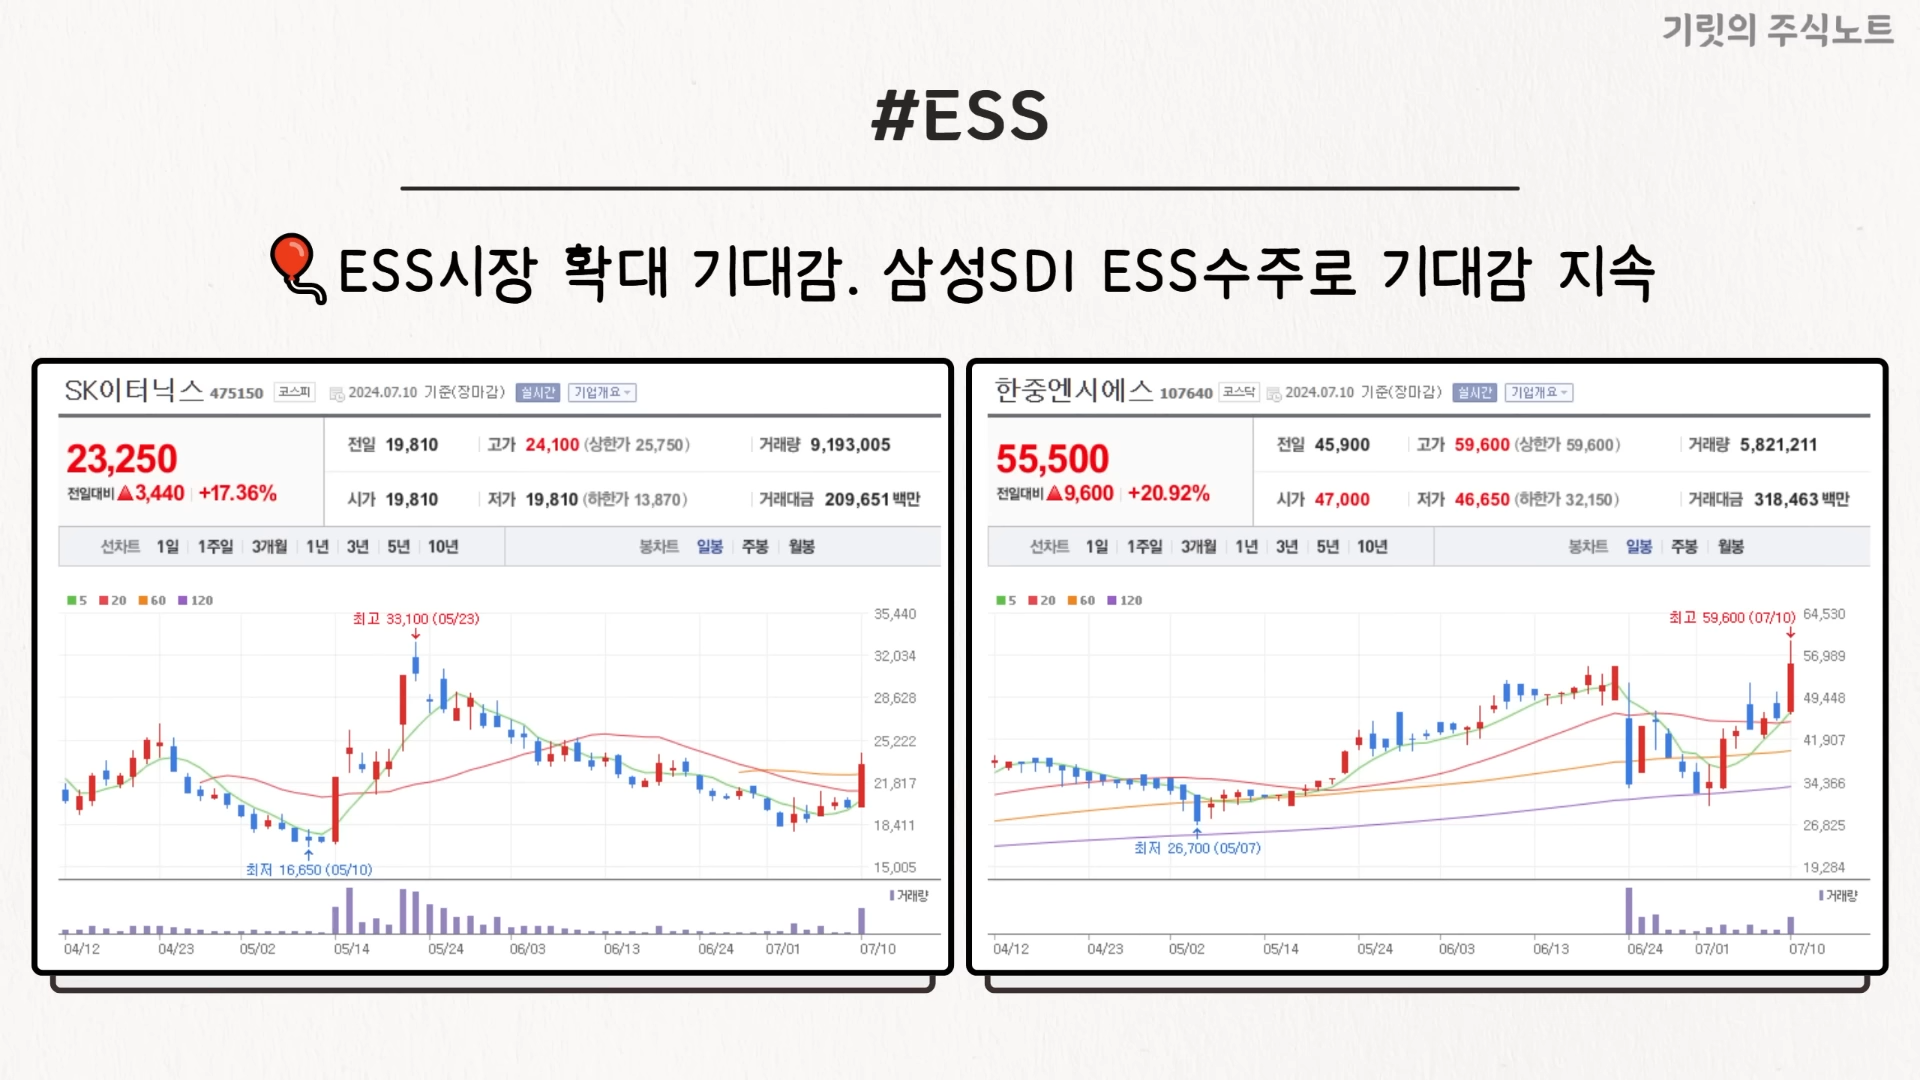 기릿의 주식노트
#ESS
ESS시장 확대 기대감. 삼성SDI ESS수주로 기대감 지속
SK이터닉스 475150 코스피 2024.07.10 기준(장마감) 실시간 기업개요
23,250
전일대비 ▲3,440 +17.36%
전일 19,810 고가 24,100 (상한가 25,750) 거래량 9,193,005
시가 19,810 저가 19,810 (하한가 13,870) 거래대금 209,651 백만
선차트 1일 1주일 3개월 1년 3년 5년 10년 봉차트 일봉 주봉 월봉
5 20 60 120
최고 33,100 (05/23)
35,440
32,034
28,628
25,222
21,817
18,411
15,005
최저 16,650 (05/10)
거래량
04/12 04/23 05/02 05/14 05/24 06/03 06/13 06/24 07/01 07/10
한중엔시에스 107640 코스닥 2024.07.10 기준(장마감) 실시간 기업개요
55,500
전일대비 ▲9,600 +20.92%
전일 45,900 고가 59,600 (상한가 59,600) 거래량 5,821,211
시가 47,000 저가 46,650 (하한가 32,150) 거래대금 318,463 백만
선차트 1일 1주일 3개월 1년 3년 5년 10년 봉차트 일봉 주봉 월봉
5 20 60 120
최고 59,600 (07/10)
64,530
56,989
49,448
41,907
34,366
26,825
19,284
최저 26,700 (05/07)
거래량
04/12 04/23 05/02 05/14 05/24 06/03 06/13 06/24 07/01 07/10